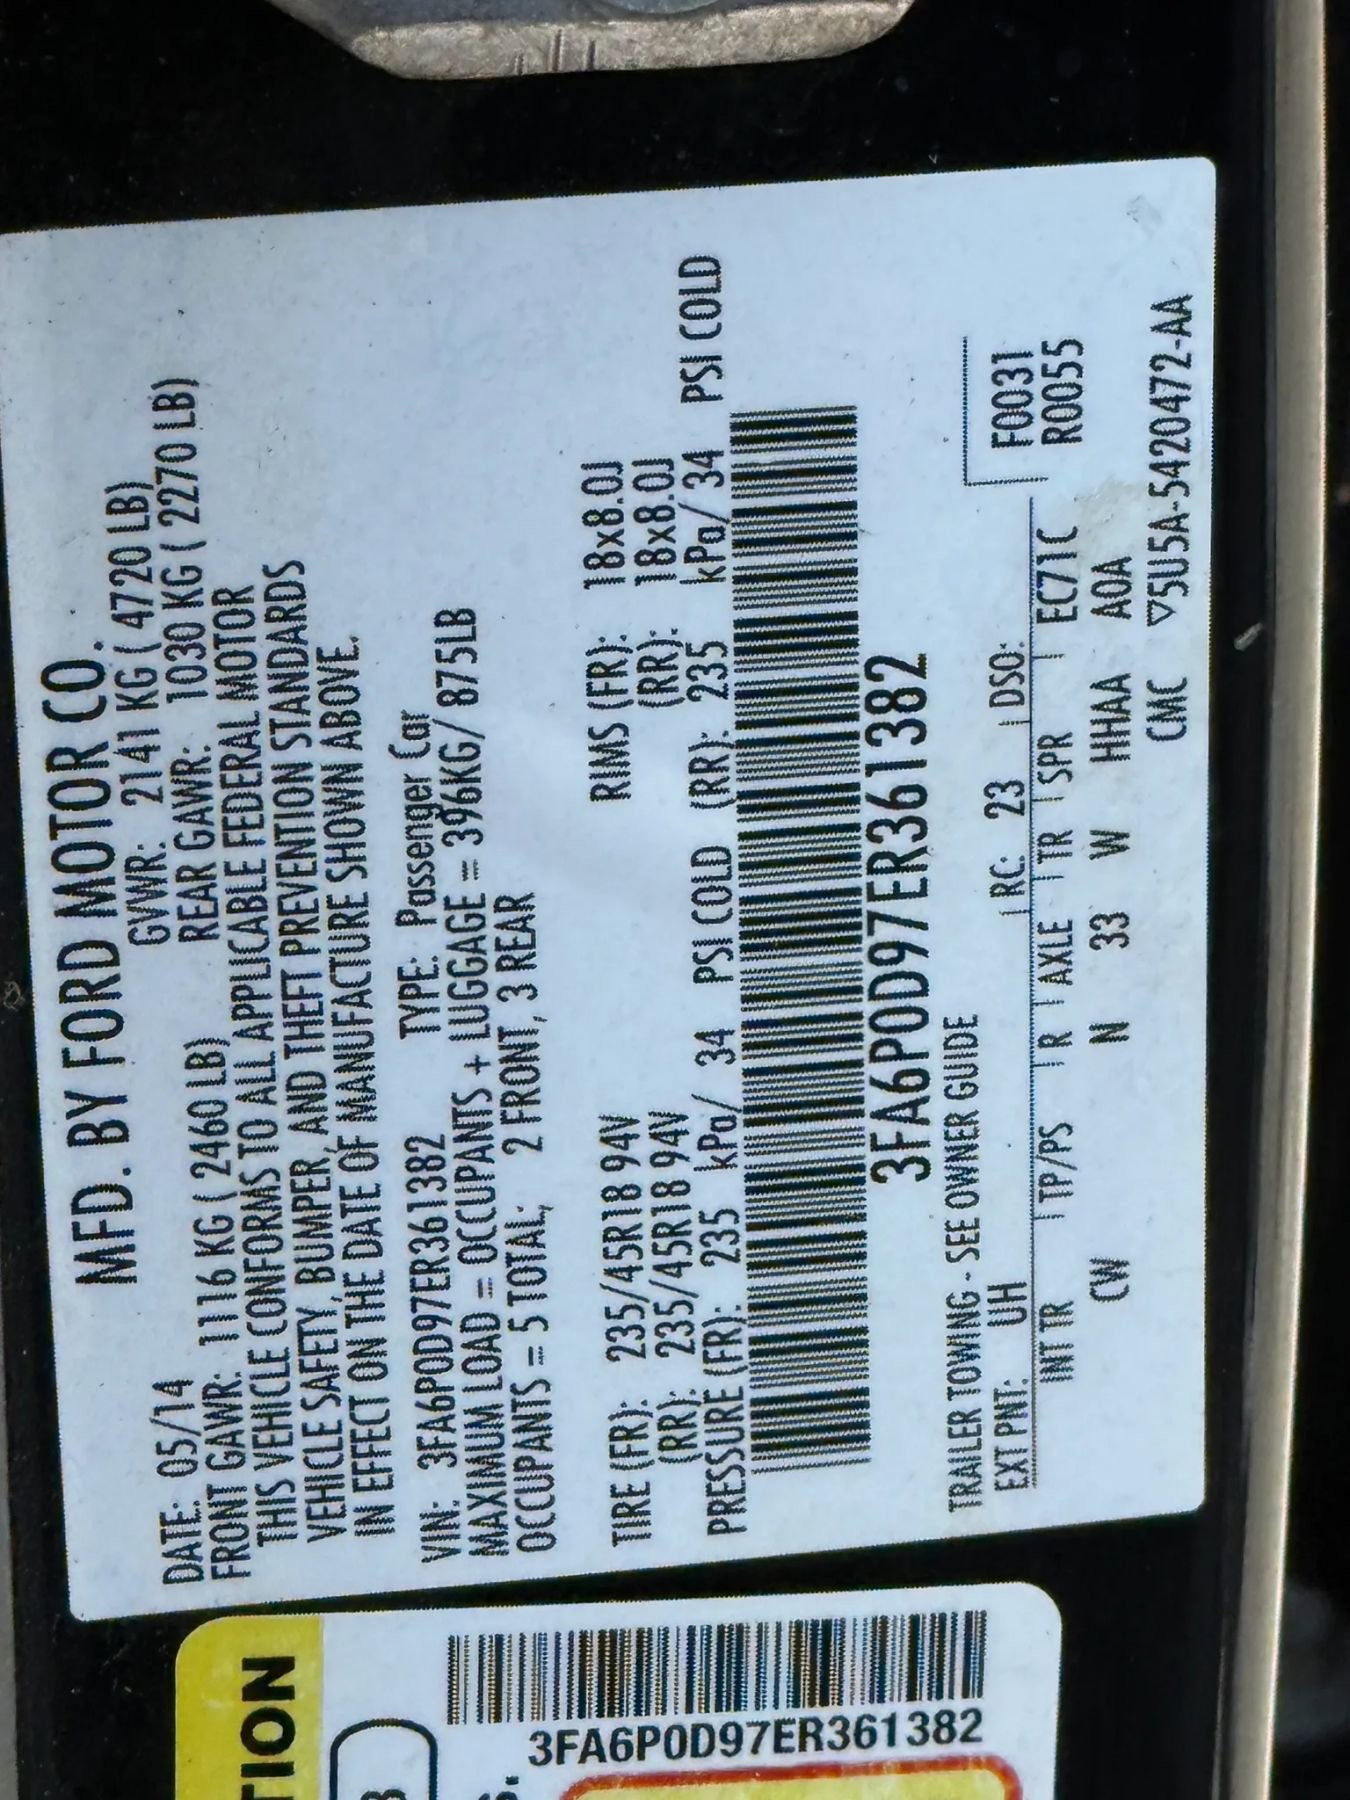 MFD. BY FORD MOTOR CO.
DATE: 05/14 GVWR: 2141 KG ( 4720 LB)
FRONT GAWR: 1116 KG ( 2460 LB) REAR GAWR: 1030 KG ( 2270 LB)
THIS VEHICLE CONFORMS TO ALL APPLICABLE FEDERAL MOTOR
VEHICLE SAFETY, BUMPER, AND THEFT PREVENTION STANDARDS
IN EFFECT ON THE DATE OF MANUFACTURE SHOWN ABOVE.
VIN: 3FA6P0D97ER361382 TYPE: Passenger Car
MAXIMUM LOAD = OCCUPANTS + LUGGAGE = 396KG/ 875LB
OCCUPANTS = 5 TOTAL; 2 FRONT, 3 REAR
TIRE (FR): 235/45R18 94V RIMS (FR): 18x8.0J
(RR): 235/45R18 94V (RR): 18x8.0J
PRESSURE (FR): 235 kPa/ 34 PSI COLD (RR): 235 kPa/ 34 PSI COLD
3FA6P0D97ER361382
TRAILER TOWING - SEE OWNER GUIDE
EXT PNT: UH RC: 23 DSO:
F0031
INT TR TP/PS R AXLE TR SPR EC71C
R0055
CW N 33 W HHAA A0A
CMC ▽5U5A-5420472-AA
TION
3FA6P0D97ER361382